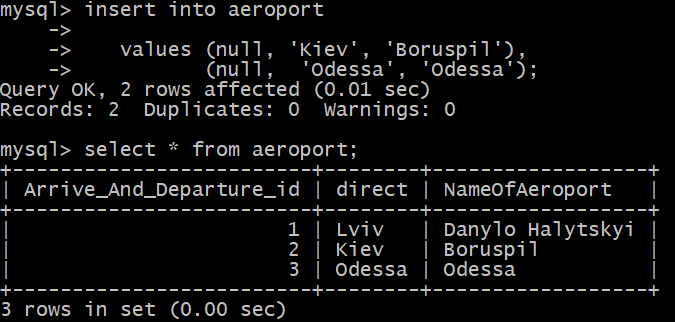 mysql> insert into aeroport
    ->
    ->    values (null, 'Kiev', 'Boruspil'),
    ->           (null,  'Odessa', 'Odessa');
Query OK, 2 rows affected (0.01 sec)
Records: 2  Duplicates: 0  Warnings: 0

mysql> select * from aeroport;
+-------------------------+--------+------------------+
| Arrive_And_Departure_id | direct | NameOfAeroport   |
+-------------------------+--------+------------------+
|                       1 | Lviv   | Danylo Halytskyi |
|                       2 | Kiev   | Boruspil         |
|                       3 | Odessa | Odessa           |
+-------------------------+--------+------------------+
3 rows in set (0.00 sec)